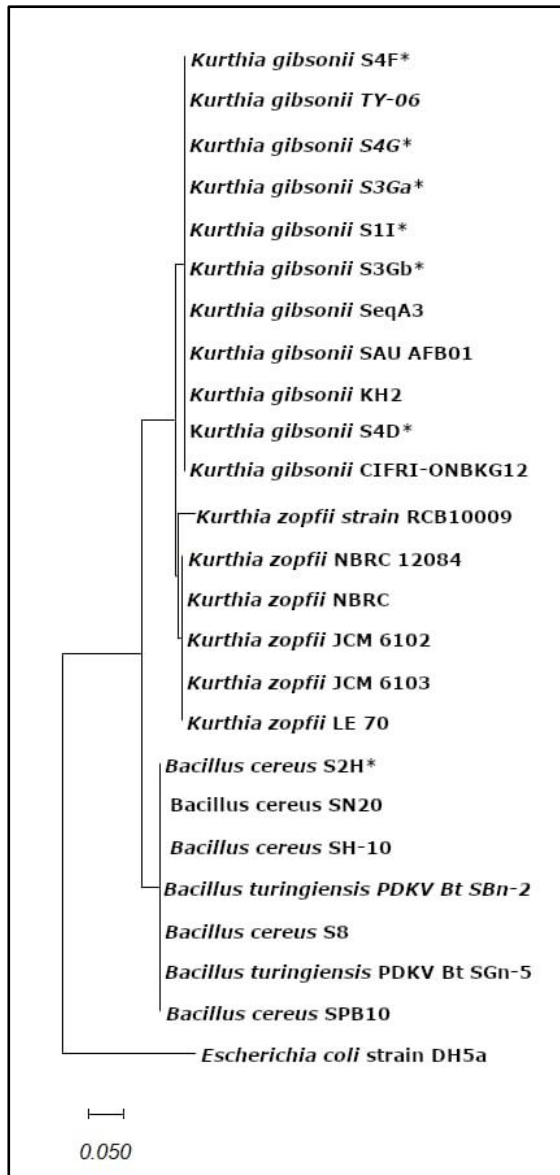 Kurthia gibsonii S4F*
Kurthia gibsonii TY-06
Kurthia gibsonii S4G*
Kurthia gibsonii S3Ga*
Kurthia gibsonii S1I*
Kurthia gibsonii S3Gb*
Kurthia gibsonii SeqA3
Kurthia gibsonii SAU AFB01
Kurthia gibsonii KH2
Kurthia gibsonii S4D*
Kurthia gibsonii CIFRI-ONBKG12
Kurthia zopfii strain RCB10009
Kurthia zopfii NBRC 12084
Kurthia zopfii NBRC
Kurthia zopfii JCM 6102
Kurthia zopfii JCM 6103
Kurthia zopfii LE 70
Bacillus cereus S2H*
Bacillus cereus SN20
Bacillus cereus SH-10
Bacillus turingiensis PDKV Bt SBn-2
Bacillus cereus S8
Bacillus turingiensis PDKV Bt SGn-5
Bacillus cereus SPB10
Escherichia coli strain DH5a
0.050